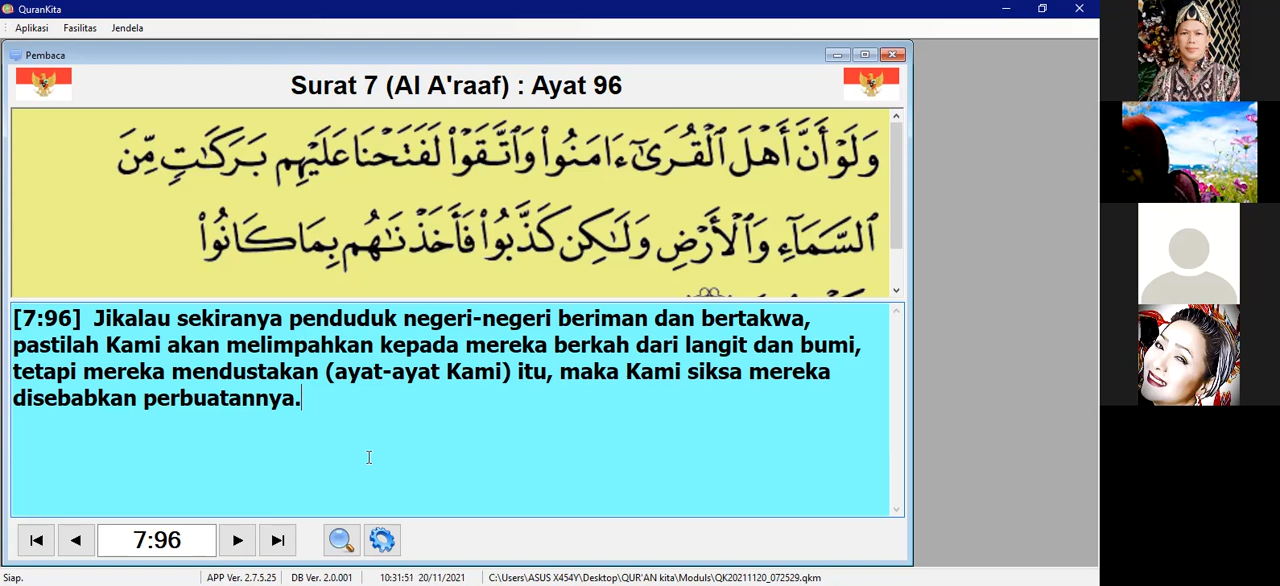 QuranKita
Aplikasi Fasilitas Jendela
Pembaca
Surat 7 (Al A'raaf) : Ayat 96
وَلَوْ أَنَّ أَهْلَ ٱلْقُرَىٰٓ ءَامَنُوا۟ وَٱتَّقَوْا۟ لَفَتَحْنَا عَلَيْهِم بَرَكَٰتٍ مِّنَ
ٱلسَّمَآءِ وَٱلْأَرْضِ وَلَٰكِن كَذَّبُوا۟ فَأَخَذْنَٰهُم بِمَا كَانُوا۟
[7:96] Jikalau sekiranya penduduk negeri-negeri beriman dan bertakwa,
pastilah Kami akan melimpahkan kepada mereka berkah dari langit dan bumi,
tetapi mereka mendustakan (ayat-ayat Kami) itu, maka Kami siksa mereka
disebabkan perbuatannya.
7:96
Siap. APP Ver. 2.7.5.25 DB Ver. 2.0.001 10:31:51 20/11/2021 C:\Users\ASUS X454Y\Desktop\QUR'AN kita\Moduls\QK20211120_072529.qkm